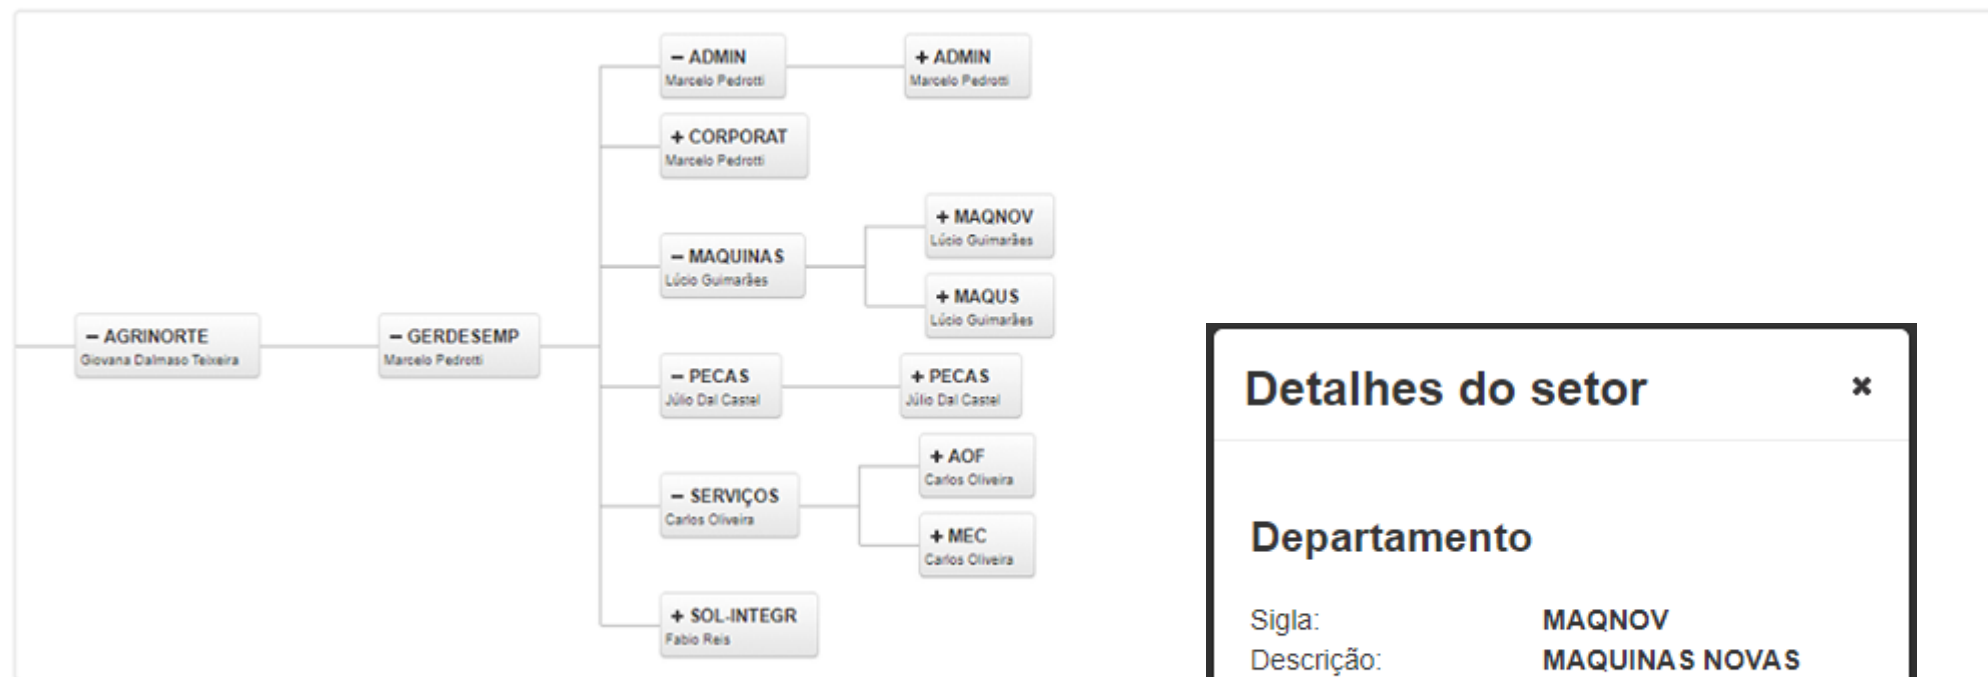 − AGRINORTE
Giovana Dalmaso Teixeira
− GERDESEMP
Marcelo Pedrotti
− ADMIN
Marcelo Pedrotti
+ ADMIN
Marcelo Pedrotti
+ CORPORAT
Marcelo Pedrotti
− MAQUINAS
Lúcio Guimarães
+ MAQNOV
Lúcio Guimarães
+ MAQUS
Lúcio Guimarães
− PECAS
Júlio Dal Castel
+ PECAS
Júlio Dal Castel
− SERVIÇOS
Carlos Oliveira
+ AOF
Carlos Oliveira
+ MEC
Carlos Oliveira
+ SOL-INTEGR
Fabio Reis
Detalhes do setor ×
Departamento
Sigla: MAQNOV
Descrição: MAQUINAS NOVAS